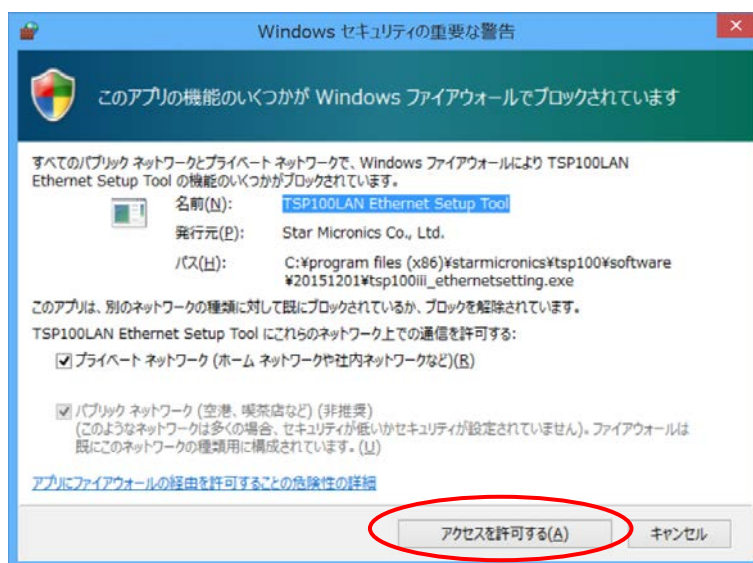 Windows セキュリティの重要な警告
このアプリの機能のいくつかが Windows ファイアウォールでブロックされています
すべてのパブリック ネットワークとプライベート ネットワークで、Windows ファイアウォールにより TSP100LAN
Ethernet Setup Tool の機能のいくつかがブロックされています。
名前(N): TSP100LAN Ethernet Setup Tool
発行元(P): Star Micronics Co., Ltd.
パス(H): C:¥program files (x86)¥starmicronics¥tsp100¥software
¥20151201¥tsp100iii_ethernetsetting.exe
このアプリは、別のネットワークの種類に対して既にブロックされているか、ブロックを解除されています。
TSP100LAN Ethernet Setup Tool にこれらのネットワーク上での通信を許可する:
プライベート ネットワーク (ホーム ネットワークや社内ネットワークなど)(R)
パブリック ネットワーク (空港、喫茶店など) (非推奨)
(このようなネットワークは多くの場合、セキュリティが低いかセキュリティが設定されていません)。ファイアウォールは
既にこのネットワークの種類用に構成されています。(U)
アプリにファイアウォールの経由を許可することの危険性の詳細
アクセスを許可する(A) キャンセル